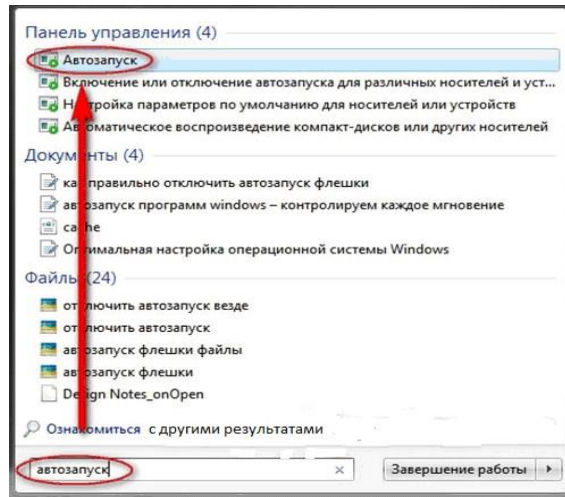 Панель управления (4)
Автозапуск
Включение или отключение автозапуска для различных носителей и уст...
Настройка параметров по умолчанию для носителей или устройств
Автоматическое воспроизведение компакт-дисков или других носителей
Документы (4)
как правильно отключить автозапуск флешки
автозапуск программ windows – контролируем каждое мгновение
cache
Оптимальная настройка операционной системы Windows
Файлы (24)
отключить автозапуск везде
отключить автозапуск
автозапуск флешки файлы
автозапуск флешки
Design Notes_onOpen
Ознакомиться с другими результатами
автозапуск
Завершение работы